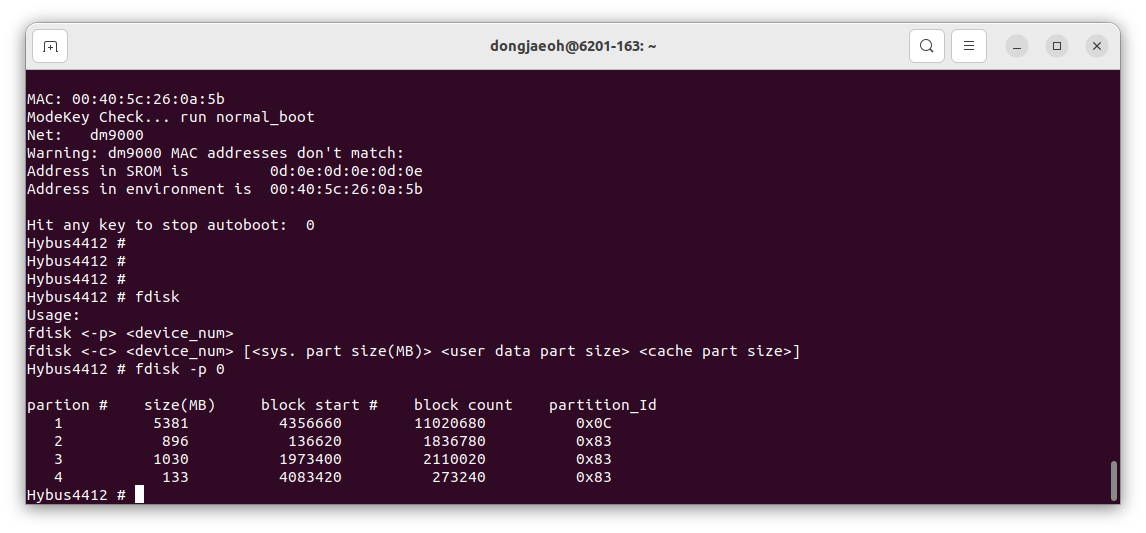 dongjaeoh@6201-163: ~
MAC: 00:40:5c:26:0a:5b
ModeKey Check... run normal_boot
Net:   dm9000
Warning: dm9000 MAC addresses don't match:
Address in SROM is         0d:0e:0d:0e:0d:0e
Address in environment is  00:40:5c:26:0a:5b
Hit any key to stop autoboot:  0
Hybus4412 #
Hybus4412 #
Hybus4412 #
Hybus4412 # fdisk
Usage:
fdisk <-p> <device_num>
fdisk <-c> <device_num> [<sys. part size(MB)> <user data part size> <cache part size>]
Hybus4412 # fdisk -p 0
partion #    size(MB)     block start #    block count    partition_Id
   1          5381          4356660        11020680          0x0C
   2           896           136620         1836780          0x83
   3          1030          1973400         2110020          0x83
   4           133          4083420          273240          0x83
Hybus4412 #